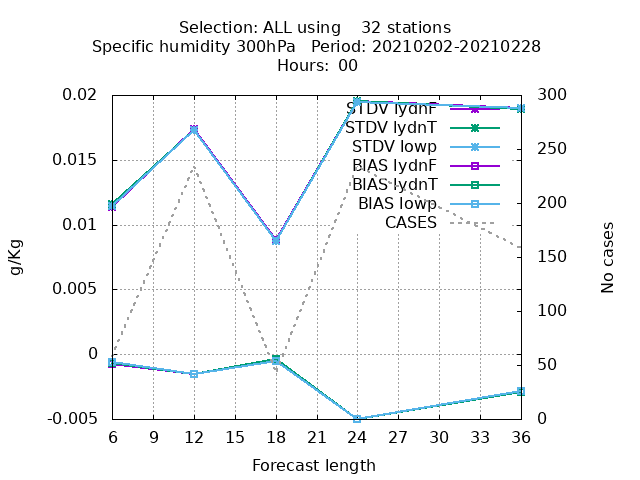 Selection: ALL using    32 stations
Specific humidity 300hPa   Period: 20210202-20210228
Hours: 00
0.02
0.015
0.01
0.005
0
-0.005
g/Kg
STDV lydnF
STDV lydnT
STDV lowp
BIAS lydnF
BIAS lydnT
BIAS lowp
CASES
300
250
200
150
100
50
0
No cases
6 9 12 15 18 21 24 27 30 33 36
Forecast length